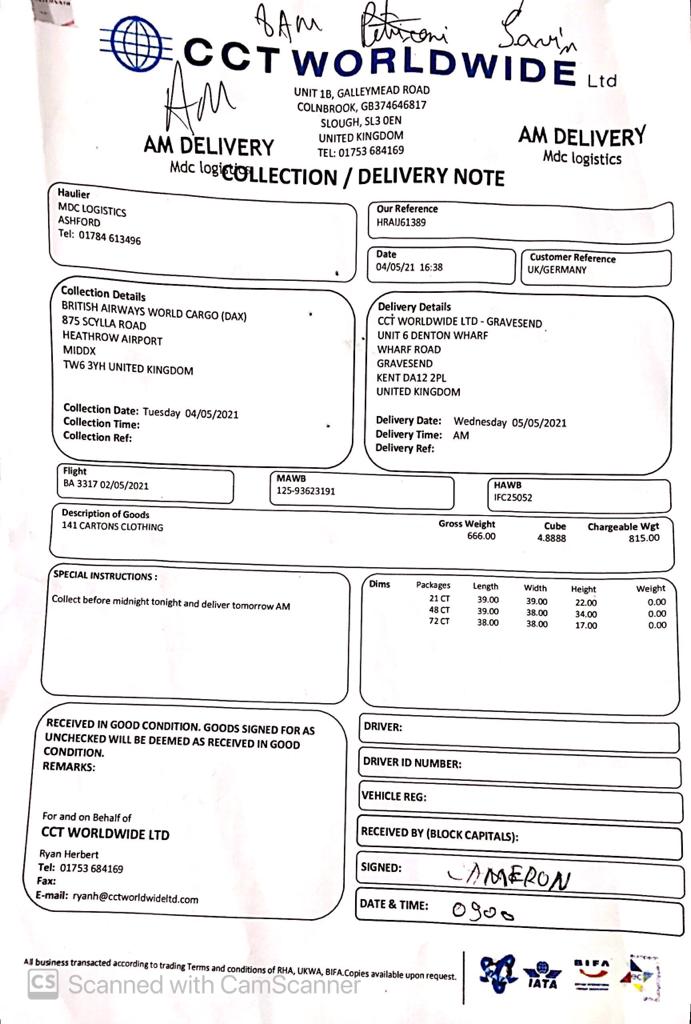 8AM
Savin
CCT WORLDWIDE Ltd
AM
UNIT 1B, GALLEYMEAD ROAD
COLNBROOK, GB374646817
SLOUGH, SL3 0EN
UNITED KINGDOM
TEL: 01753 684169
AM DELIVERY
Mdc logistics
AM DELIVERY
Mdc logistics
COLLECTION / DELIVERY NOTE
Haulier
MDC LOGISTICS
ASHFORD
Tel: 01784 613496
Our Reference
HRAIJ61389
Date
04/05/21 16:38
Customer Reference
UK/GERMANY
Collection Details
BRITISH AIRWAYS WORLD CARGO (DAX)
875 SCYLLA ROAD
HEATHROW AIRPORT
MIDDX
TW6 3YH UNITED KINGDOM
Collection Date: Tuesday 04/05/2021
Collection Time:
Collection Ref:
Delivery Details
CCT WORLDWIDE LTD - GRAVESEND
UNIT 6 DENTON WHARF
WHARF ROAD
GRAVESEND
KENT DA12 2PL
UNITED KINGDOM
Delivery Date: Wednesday 05/05/2021
Delivery Time: AM
Delivery Ref:
Flight
BA 3317 02/05/2021
MAWB
125-93623191
HAWB
IFC25052
Description of Goods Gross Weight Cube Chargeable Wgt
141 CARTONS CLOTHING 666.00 4.8888 815.00
SPECIAL INSTRUCTIONS :
Collect before midnight tonight and deliver tomorrow AM
Dims Packages Length Width Height Weight
21 CT 39.00 39.00 22.00 0.00
48 CT 39.00 38.00 34.00 0.00
72 CT 38.00 38.00 17.00 0.00
RECEIVED IN GOOD CONDITION. GOODS SIGNED FOR AS
UNCHECKED WILL BE DEEMED AS RECEIVED IN GOOD
CONDITION.
REMARKS:
For and on Behalf of
CCT WORLDWIDE LTD
Ryan Herbert
Tel: 01753 684169
Fax:
E-mail: ryanh@cctworldwideltd.com
DRIVER:
DRIVER ID NUMBER:
VEHICLE REG:
RECEIVED BY (BLOCK CAPITALS):
SIGNED: CAMERON
DATE & TIME: 0900
All business transacted according to trading Terms and conditions of RHA, UKWA, BIFA.Copies available upon request.
IATA
BIFA
CS Scanned with CamScanner